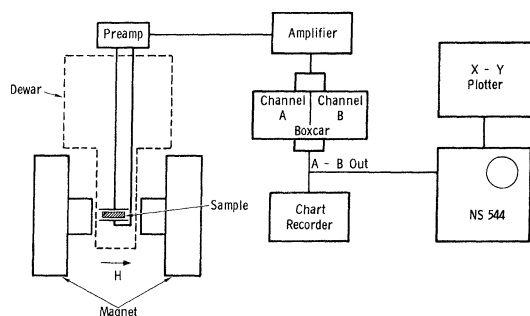 Preamp
Amplifier
X - Y
Plotter
Dewar
Channel Channel
A B
Boxcar
A - B Out
Sample
Chart
Recorder
NS 544
H
Magnet